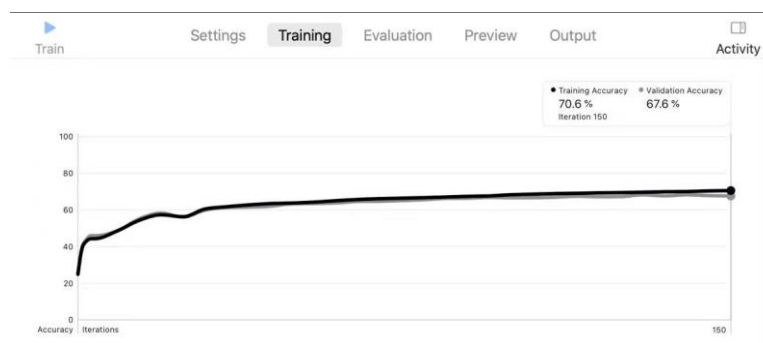 Train
Settings Training Evaluation Preview Output
Activity
Training Accuracy Validation Accuracy
70.6 % 67.6 %
Iteration 150
100
80
60
40
20
0
Accuracy Iterations 150